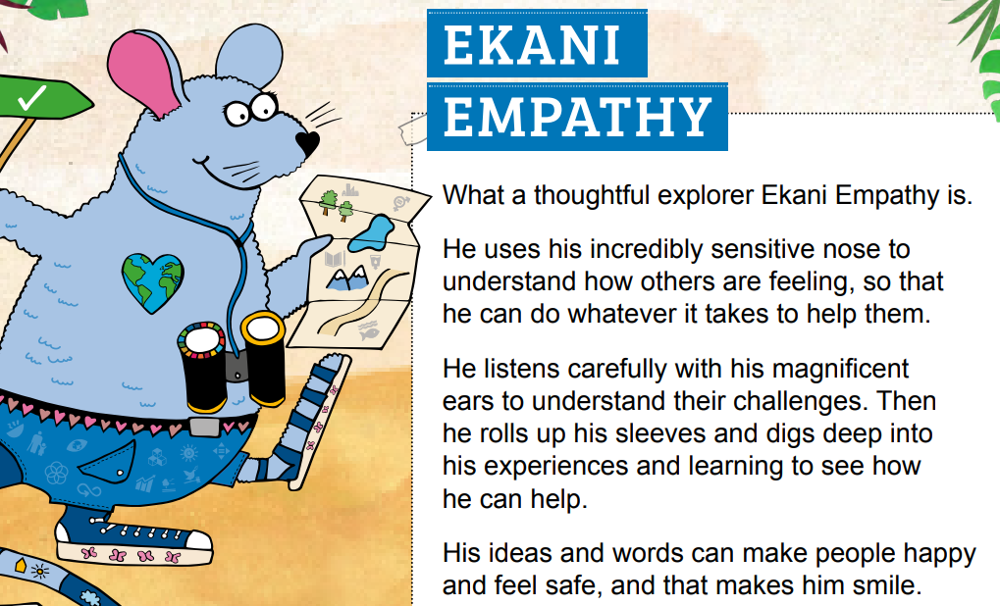 EKANI
EMPATHY
What a thoughtful explorer Ekani Empathy is.
He uses his incredibly sensitive nose to
understand how others are feeling, so that
he can do whatever it takes to help them.
He listens carefully with his magnificent
ears to understand their challenges. Then
he rolls up his sleeves and digs deep into
his experiences and learning to see how
he can help.
His ideas and words can make people happy
and feel safe, and that makes him smile.